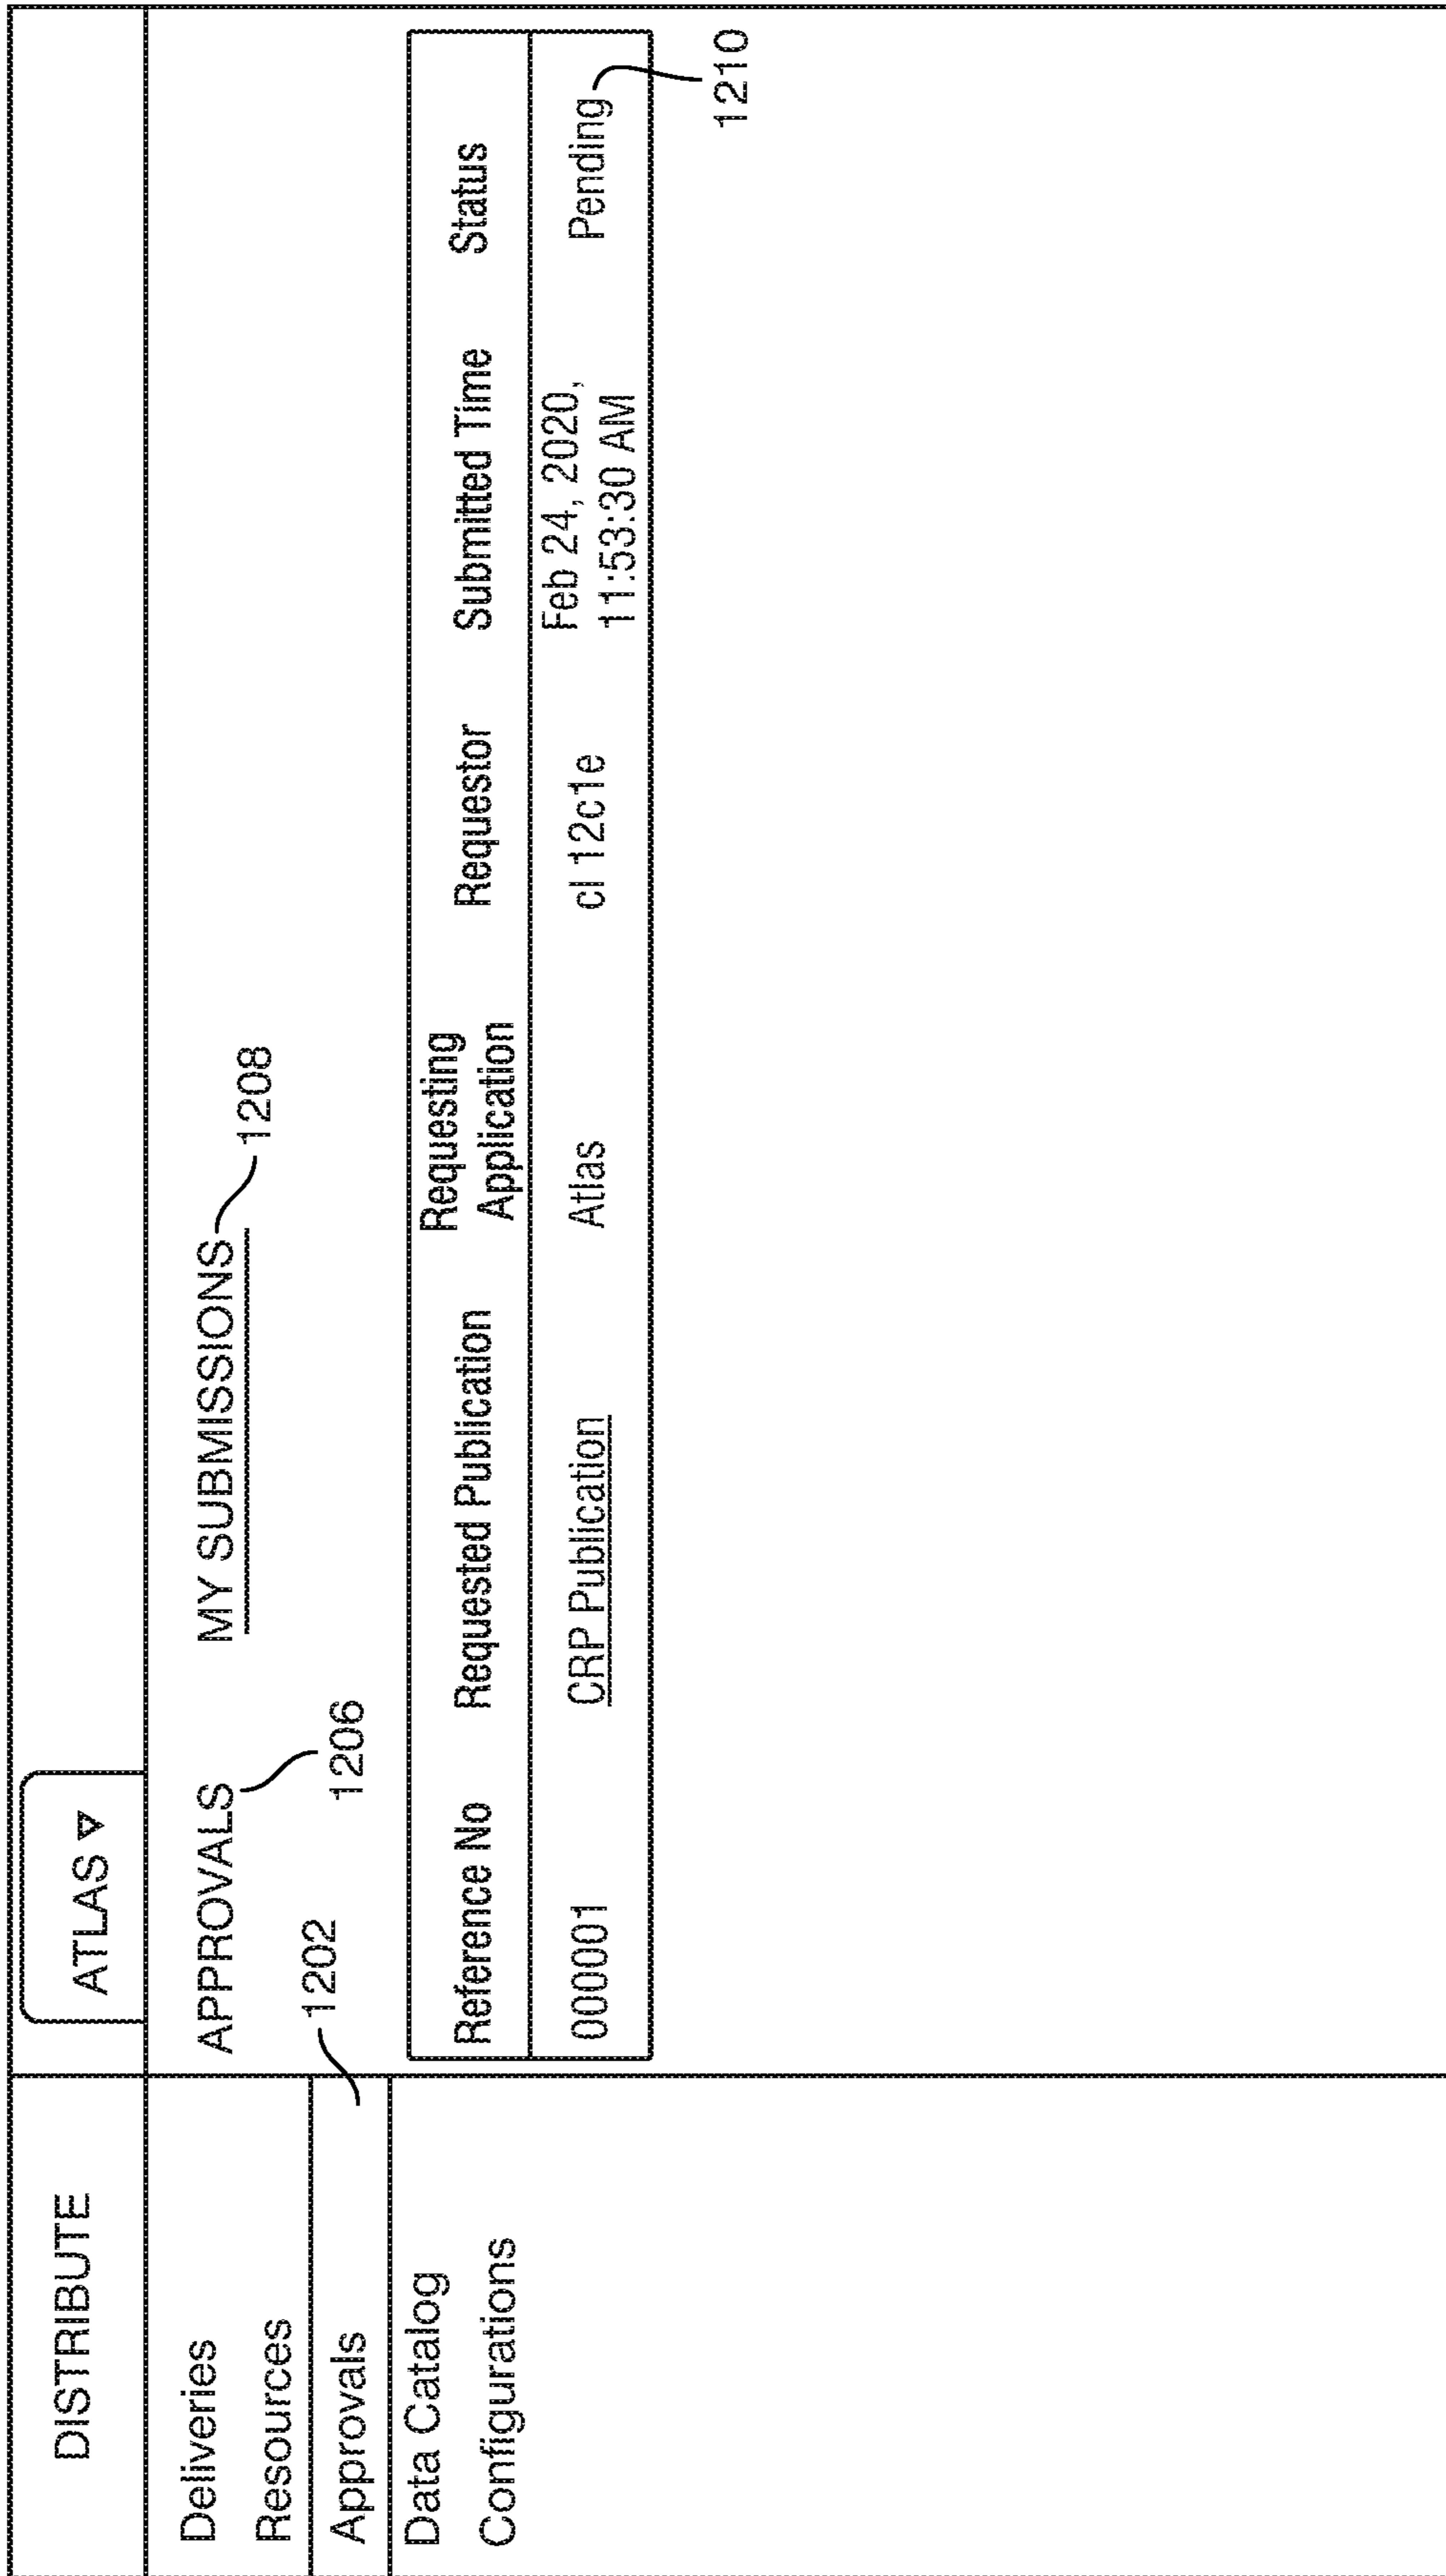 DISTRIBUTE
ATLAS ▽
Deliveries
Resources
Approvals
Data Catalog
Configurations
1202
APPROVALS
1206
MY SUBMISSIONS
1208
Reference No Requested Publication Requesting Application Requestor Submitted Time Status
000001 CRP Publication Atlas cl 12c1e Feb 24, 2020, 11:53:30 AM Pending
1210